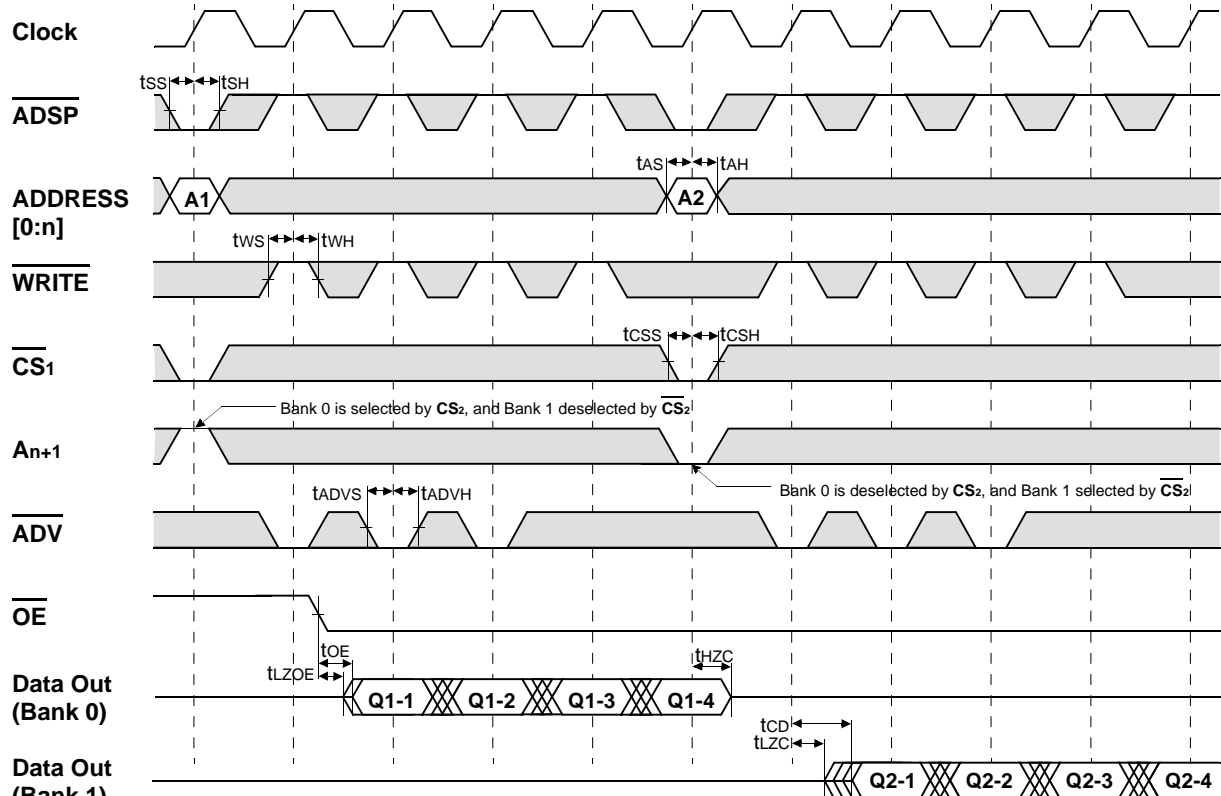 Clock
tSS tSH
ADSP
tAS tAH
ADDRESS
[0:n]
A1 A2
tWS tWH
WRITE
tCSS tCSH
CS1
Bank 0 is selected by CS2, and Bank 1 deselected by CS2
An+1
Bank 0 is deselected by CS2, and Bank 1 selected by CS2
tADVS tADVH
ADV
OE
tOE
tLZOE
tHZC
Data Out
(Bank 0)
Q1-1 Q1-2 Q1-3 Q1-4
tCD
tLZC
Data Out
(Bank 1)
Q2-1 Q2-2 Q2-3 Q2-4